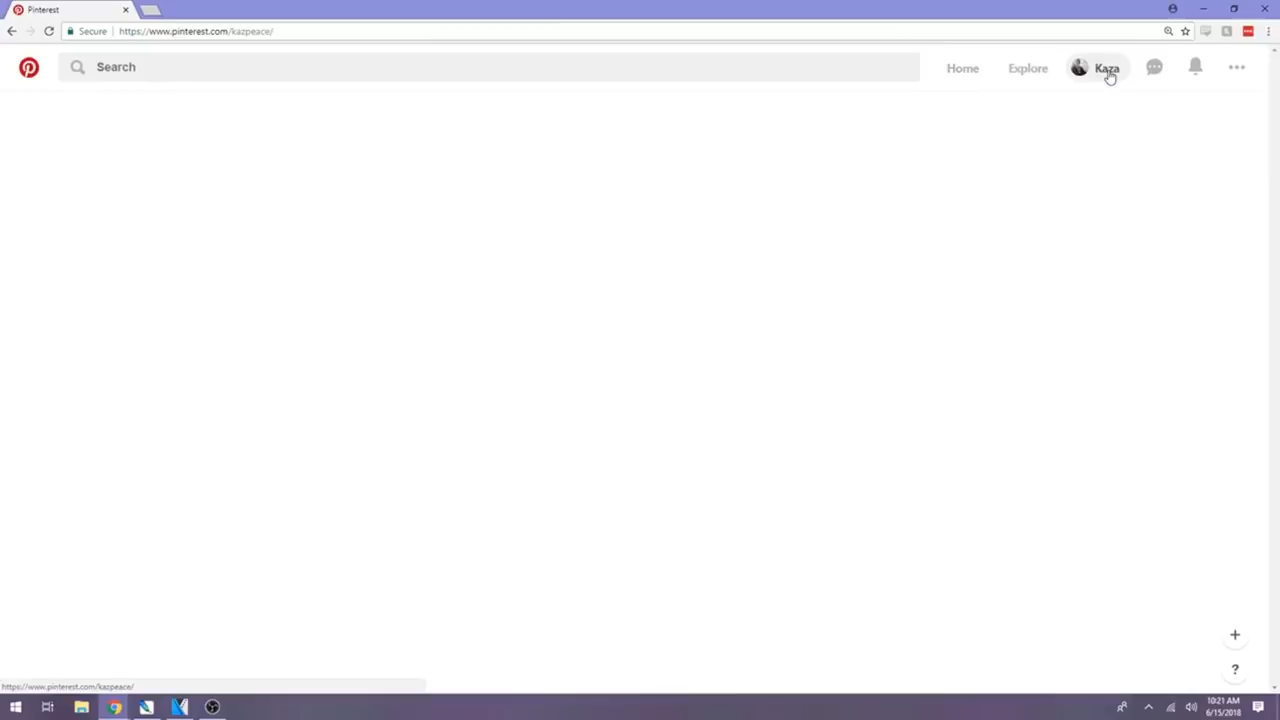 Pinterest
Secure https://www.pinterest.com/kazpeace/
Search Home Explore Kaza
+
?
https://www.pinterest.com/kazpeace/
10:21 AM
6/15/2018